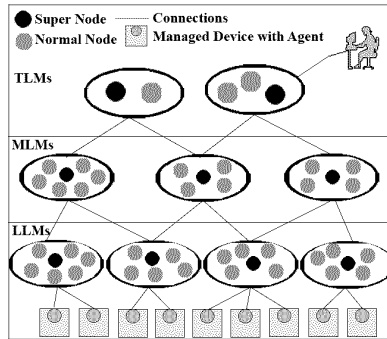 Super Node
Connections
Normal Node
Managed Device with Agent
TLMs
MLMs
LLMs